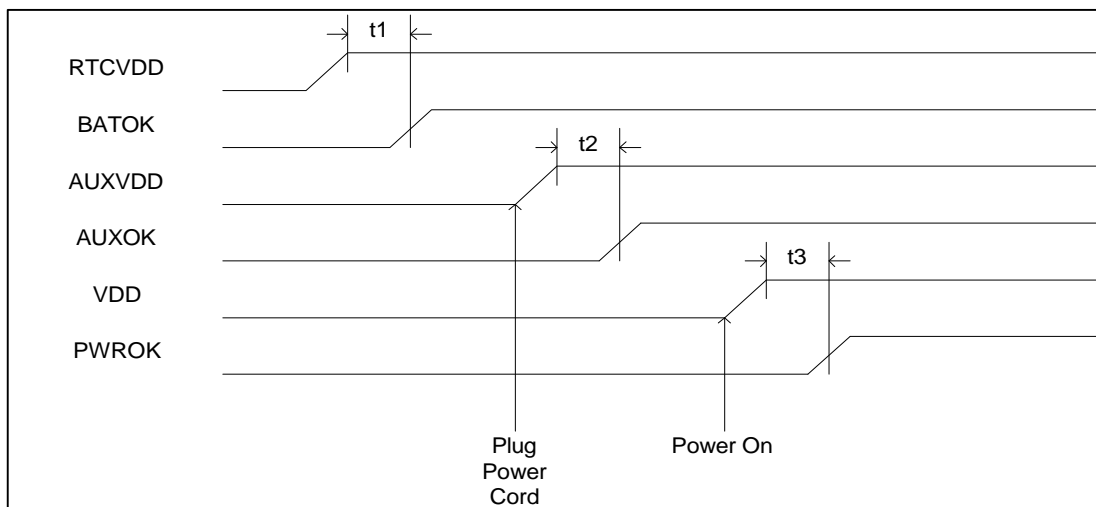 t1
RTCVDD
BATOK
t2
AUXVDD
AUXOK
t3
VDD
PWROK
Plug
Power
Cord
Power On